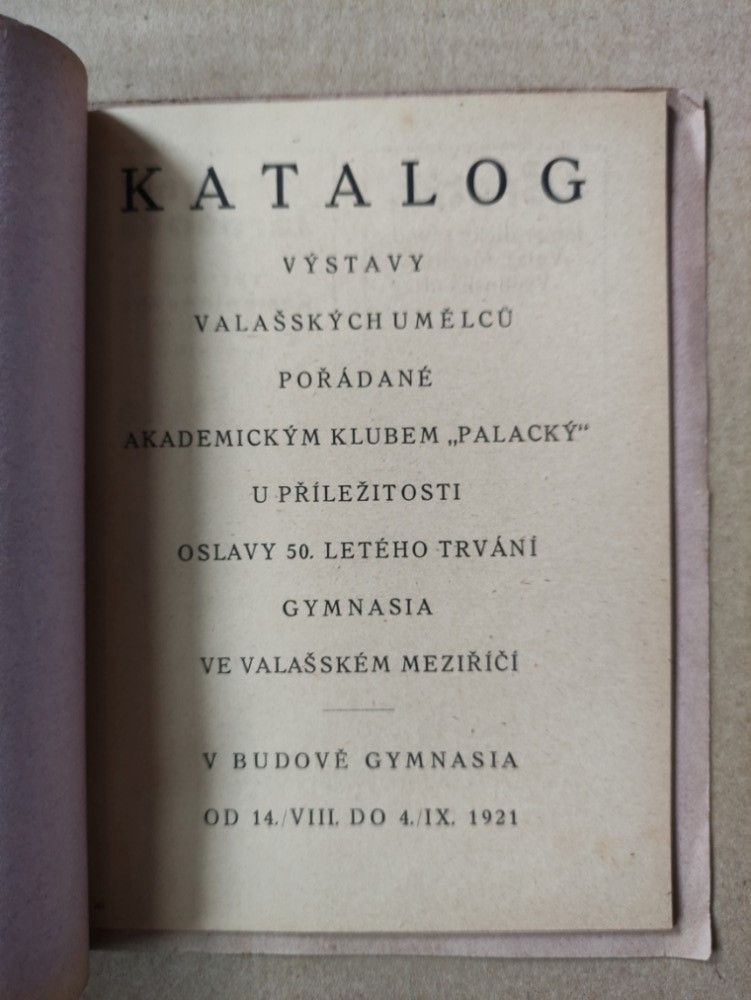 KATALOG
VÝSTAVY
VALAŠSKÝCH UMĚLCŮ
POŘÁDANÉ
AKADEMICKÝM KLUBEM „PALACKÝ“
U PŘÍLEŽITOSTI
OSLAVY 50. LETÉHO TRVÁNÍ
GYMNASIA
VE VALAŠSKÉM MEZIŘÍČÍ
V BUDOVĚ GYMNASIA
OD 14./VIII. DO 4./IX. 1921